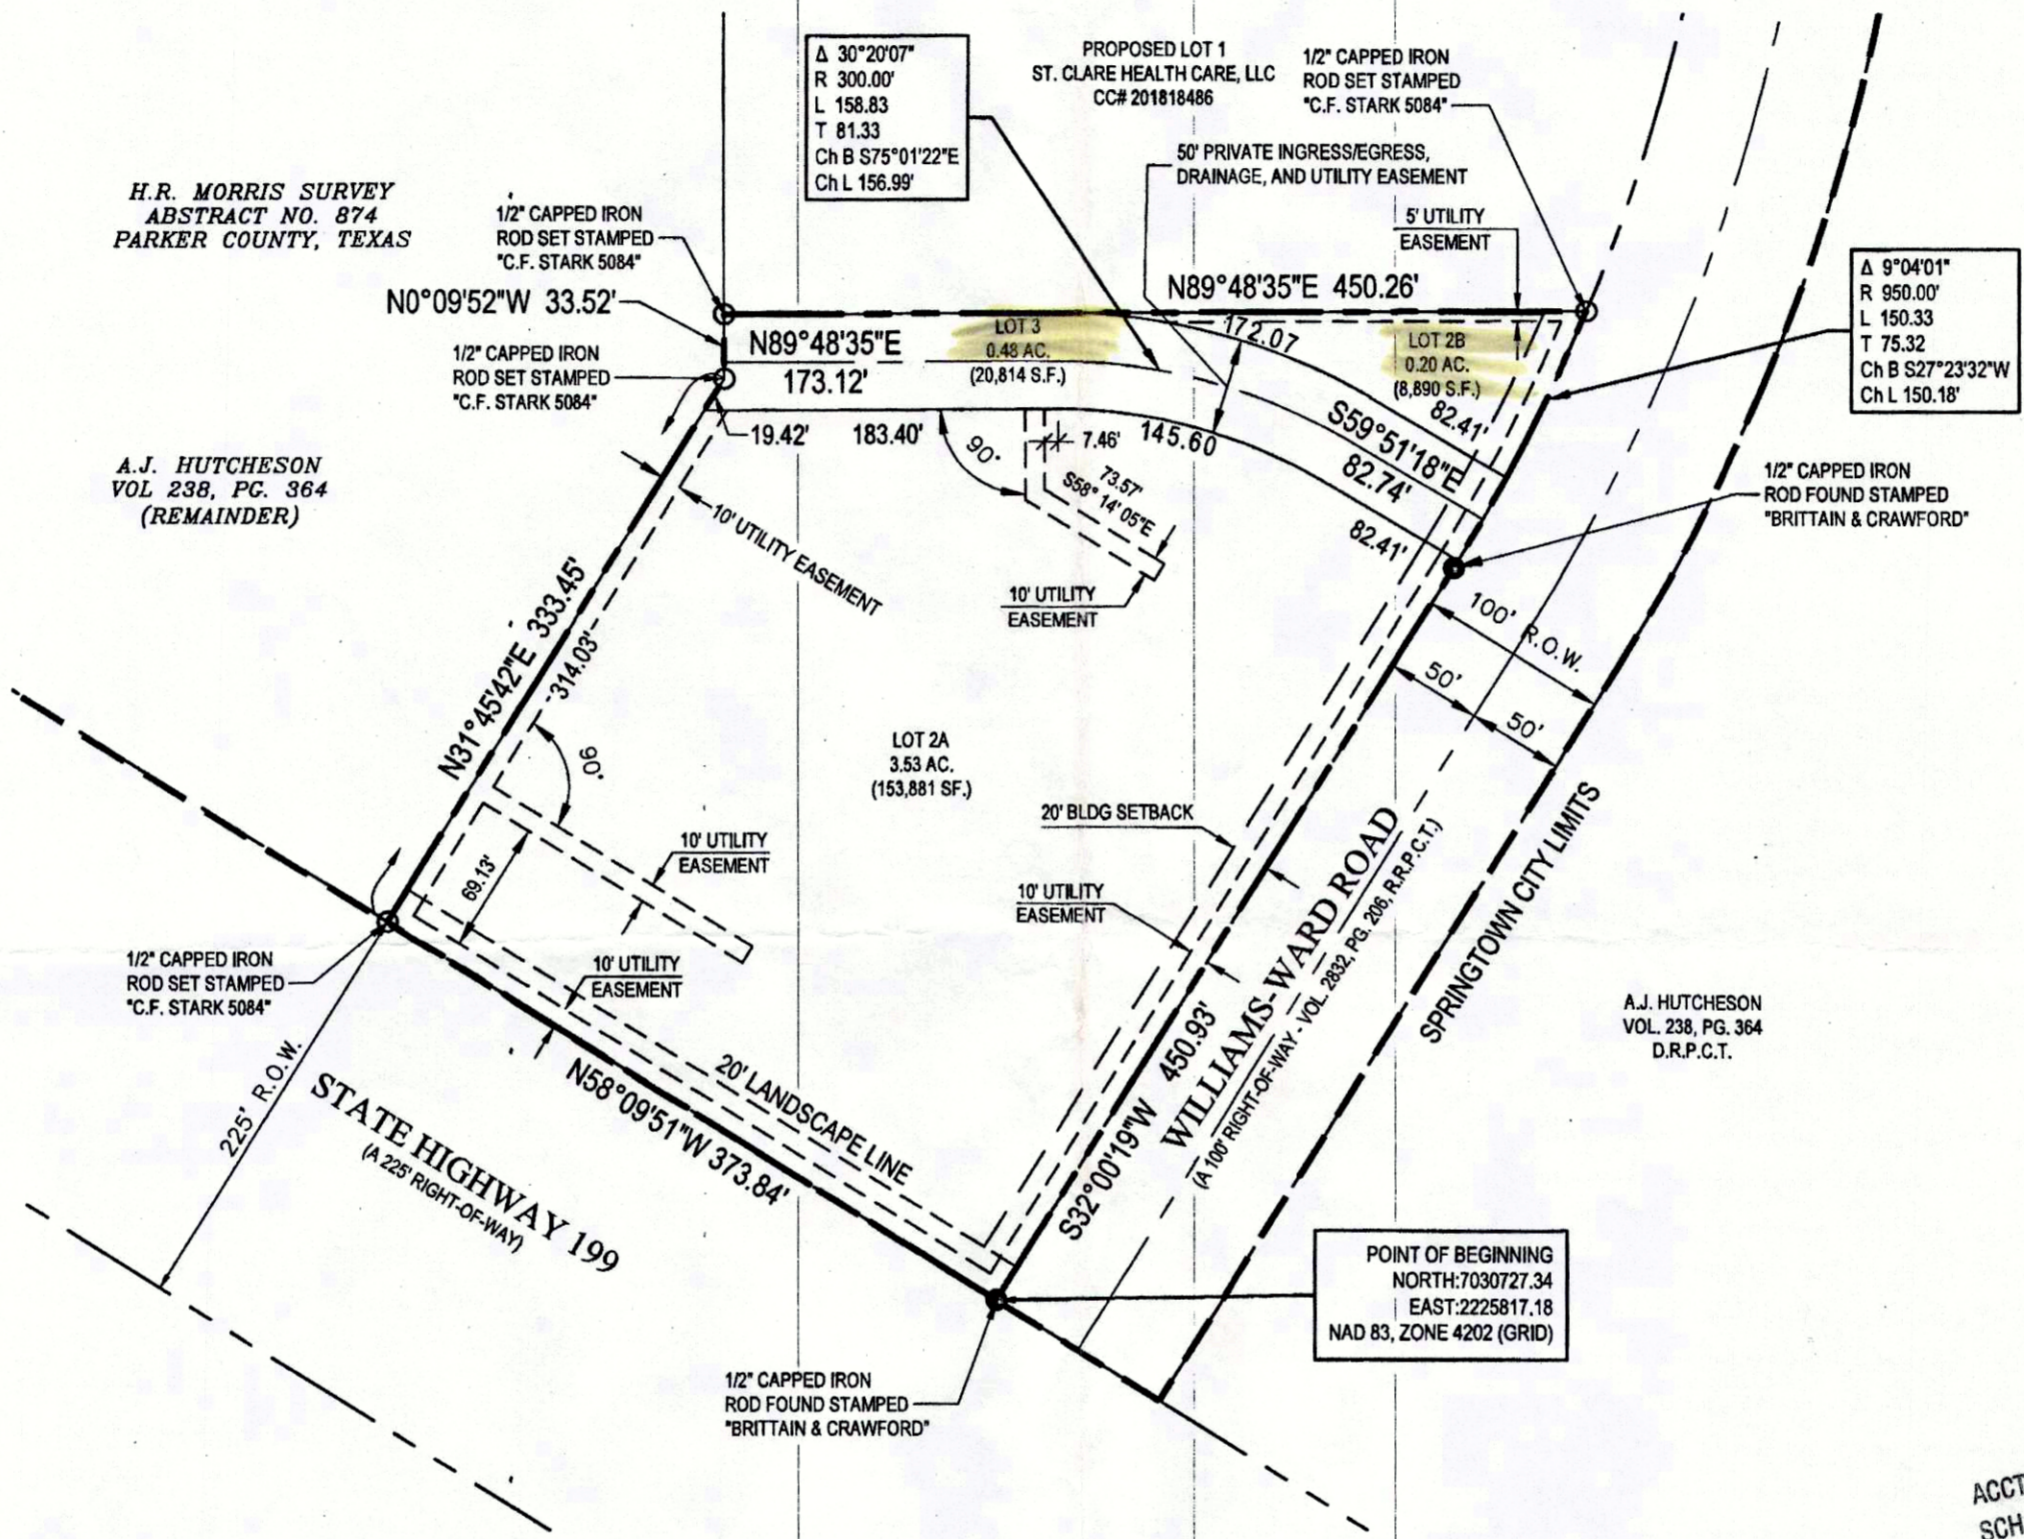 Δ 30°20'07"
R 300.00'
L 158.83
T 81.33
Ch B S75°01'22"E
Ch L 156.99'
PROPOSED LOT 1
ST. CLARE HEALTH CARE, LLC
CC# 201818486
1/2" CAPPED IRON
ROD SET STAMPED
"C.F. STARK 5084"
50' PRIVATE INGRESS/EGRESS,
DRAINAGE, AND UTILITY EASEMENT
5' UTILITY
EASEMENT
H.R. MORRIS SURVEY
ABSTRACT NO. 874
PARKER COUNTY, TEXAS
1/2" CAPPED IRON
ROD SET STAMPED
"C.F. STARK 5084"
N0°09'52"W 33.52'
1/2" CAPPED IRON
ROD SET STAMPED
"C.F. STARK 5084"
N89°48'35"E 450.26'
Δ 9°04'01"
R 950.00'
L 150.33
T 75.32
Ch B S27°23'32"W
Ch L 150.18'
N89°48'35"E
173.12'
LOT 3
0.48 AC.
(20,814 S.F.)
172.07
LOT 2B
0.20 AC.
(8,890 S.F.)
82.41'
S59°51'18"E
82.74'
82.41'
19.42'
183.40'
90°
7.46'
145.60
73.57'
S58° 14' 05"E
10' UTILITY
EASEMENT
1/2" CAPPED IRON
ROD FOUND STAMPED
"BRITTAIN & CRAWFORD"
A.J. HUTCHESON
VOL 238, PG. 364
(REMAINDER)
10' UTILITY EASEMENT
N31°45'42"E 333.45'
314.03'
90°
100' R.O.W.
50'
50'
LOT 2A
3.53 AC.
(153,881 SF.)
20' BLDG SETBACK
10' UTILITY
EASEMENT
10' UTILITY
EASEMENT
69.13'
10' UTILITY
EASEMENT
1/2" CAPPED IRON
ROD SET STAMPED
"C.F. STARK 5084"
225' R.O.W.
STATE HIGHWAY 199
(A 225' RIGHT-OF-WAY)
N58°09'51"W 373.84'
20' LANDSCAPE LINE
S32°00'19"W 450.93'
WILLIAMS-WARD ROAD
(A 100' RIGHT-OF-WAY - VOL. 2832, PG. 206, R.R.P.C.T.)
SPRINGTOWN CITY LIMITS
A.J. HUTCHESON
VOL. 238, PG. 364
D.R.P.C.T.
POINT OF BEGINNING
NORTH:7030727.34
EAST:2225817.18
NAD 83, ZONE 4202 (GRID)
1/2" CAPPED IRON
ROD FOUND STAMPED
"BRITTAIN & CRAWFORD"
ACCT
SCH